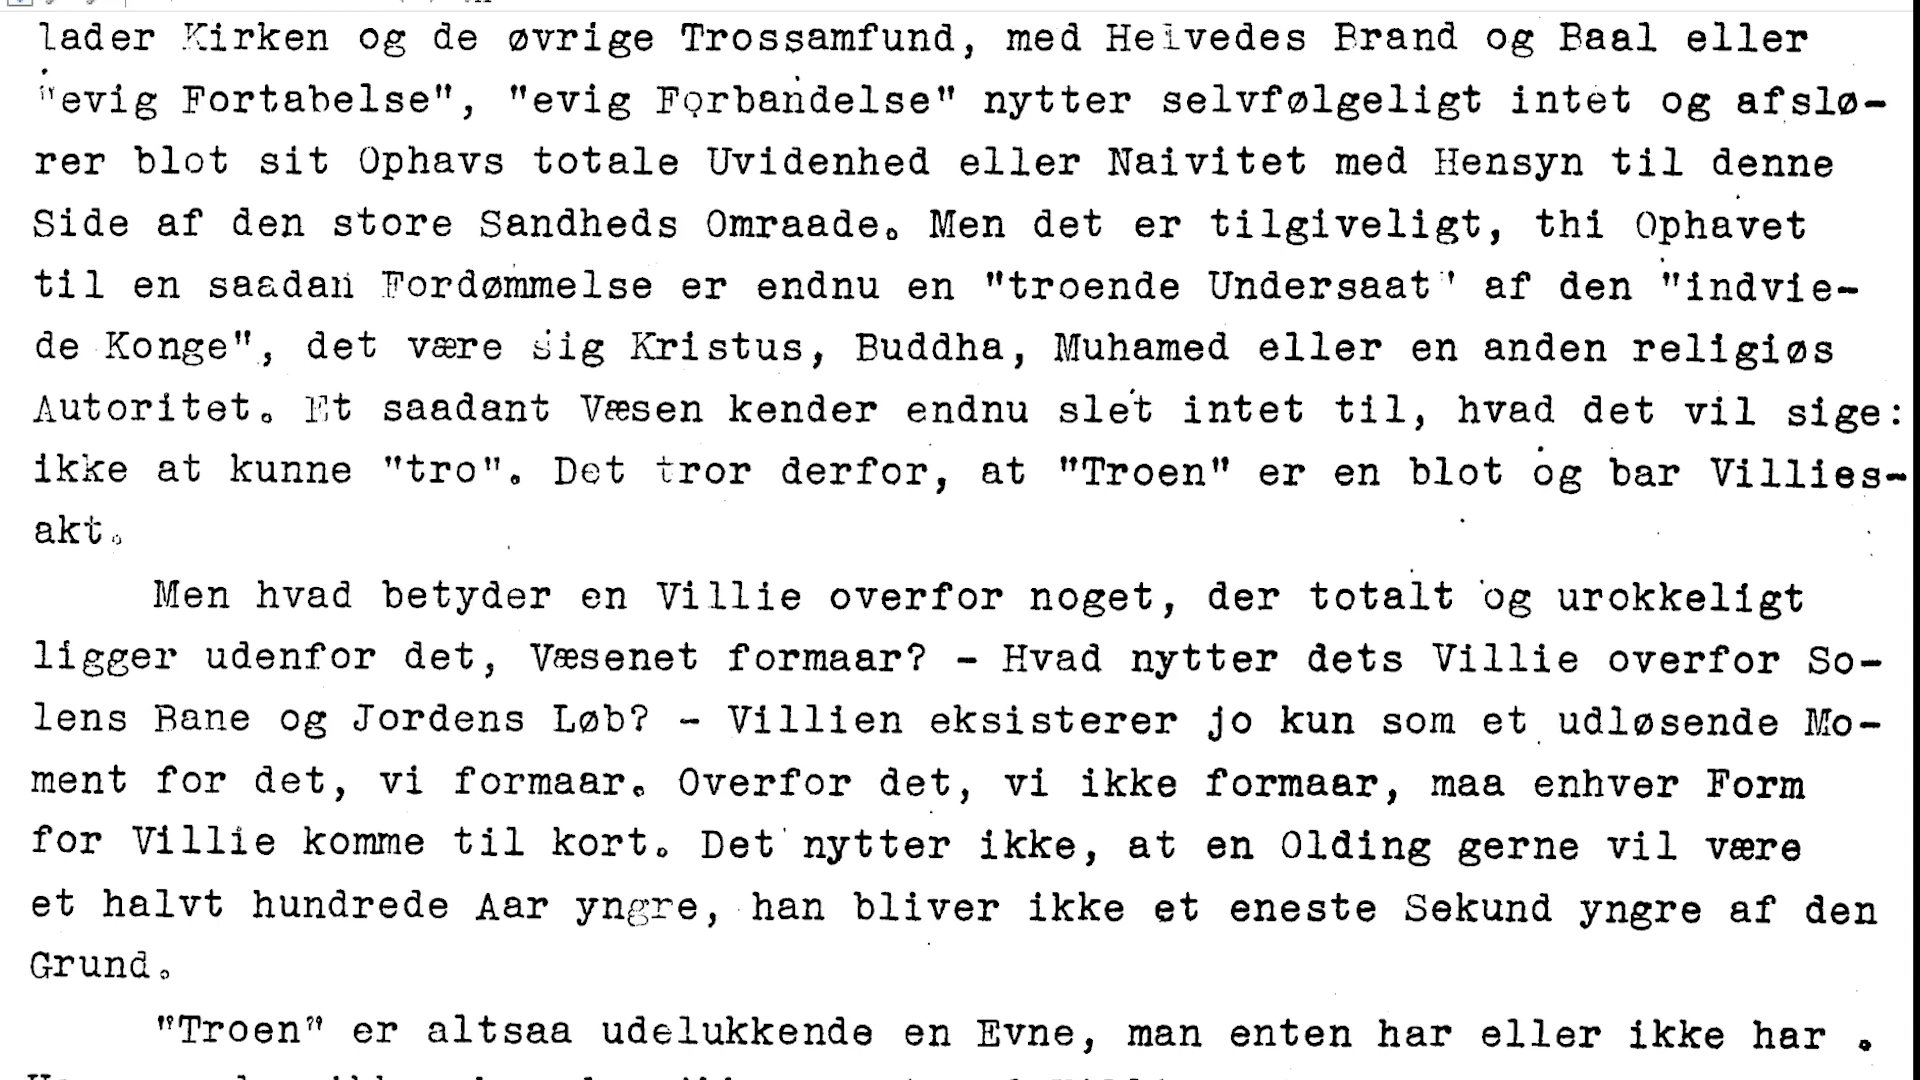 lader Kirken og de øvrige Trossamfund, med Helvedes Brand og Baal eller
"evig Fortabelse", "evig Forbandelse" nytter selvfølgeligt intet og afslø-
rer blot sit Ophavs totale Uvidenhed eller Naivitet med Hensyn til denne
Side af den store Sandheds Omraade. Men det er tilgiveligt, thi Ophavet
til en saadan Fordømmelse er endnu en "troende Undersaat" af den "indvie-
de Konge", det være sig Kristus, Buddha, Muhamed eller en anden religiøs
Autoritet. Et saadant Væsen kender endnu slet intet til, hvad det vil sige:
ikke at kunne "tro". Det tror derfor, at "Troen" er en blot og bar Villies-
akt.
Men hvad betyder en Villie overfor noget, der totalt og urokkeligt
ligger udenfor det, Væsenet formaar? - Hvad nytter dets Villie overfor So-
lens Bane og Jordens Løb? - Villien eksisterer jo kun som et udløsende Mo-
ment for det, vi formaar. Overfor det, vi ikke formaar, maa enhver Form
for Villie komme til kort. Det nytter ikke, at en Olding gerne vil være
et halvt hundrede Aar yngre, han bliver ikke et eneste Sekund yngre af den
Grund.
"Troen" er altsaa udelukkende en Evne, man enten har eller ikke har .